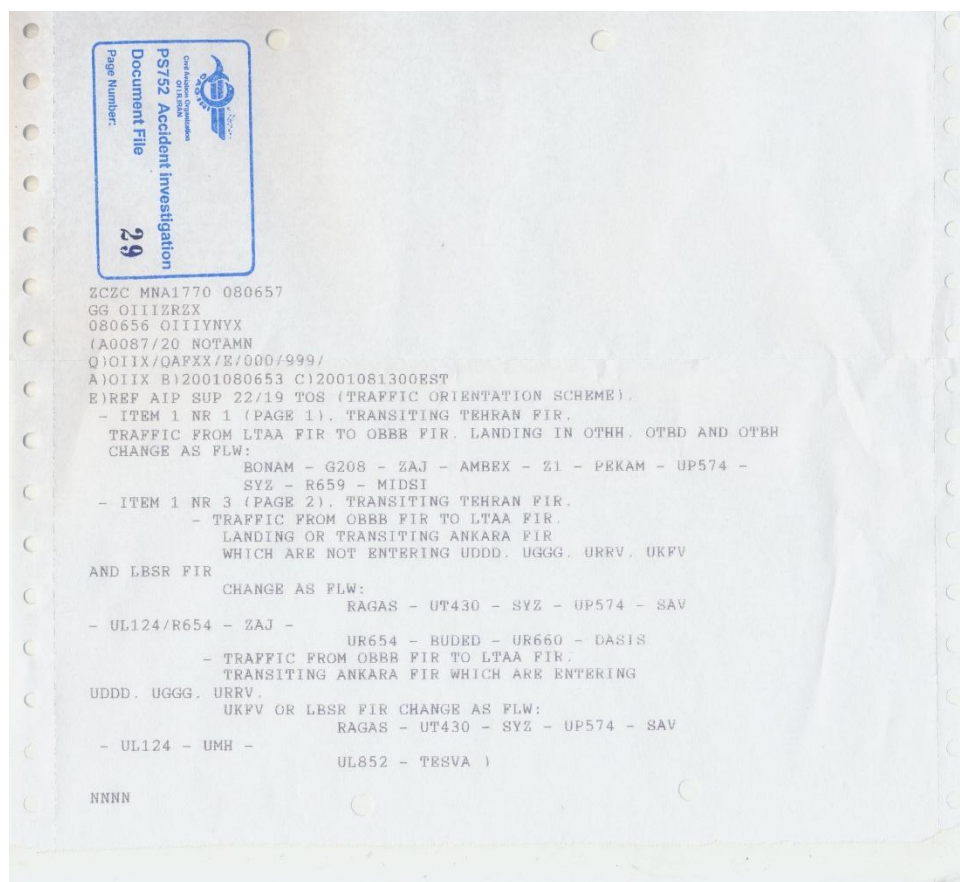 Civil Aviation Organization
Of I.R.IRAN
PS752 Accident investigation
Document File
Page Number:
29
ZCZC MNA1770 080657
GG OIIIZRZX
080656 OIIIYNYX
(A0087/20 NOTAMN
Q)OIIX/QAFXX/E/000/999/
A)OIIX B)2001080653 C)2001081300EST
E)REF AIP SUP 22/19 TOS (TRAFFIC ORIENTATION SCHEME).
- ITEM 1 NR 1 (PAGE 1). TRANSITING TEHRAN FIR.
TRAFFIC FROM LTAA FIR TO OBBB FIR. LANDING IN OTHH. OTBD AND OTBH
CHANGE AS FLW:
BONAM - G208 - ZAJ - AMBEX - Z1 - PEKAM - UP574 -
SYZ - R659 - MIDSI
- ITEM 1 NR 3 (PAGE 2). TRANSITING TEHRAN FIR.
- TRAFFIC FROM OBBB FIR TO LTAA FIR.
LANDING OR TRANSITING ANKARA FIR
WHICH ARE NOT ENTERING UDDD. UGGG. URRV. UKFV
AND LBSR FIR
CHANGE AS FLW:
RAGAS - UT430 - SYZ - UP574 - SAV
- UL124/R654 - ZAJ -
UR654 - BUDED - UR660 - DASIS
- TRAFFIC FROM OBBB FIR TO LTAA FIR.
TRANSITING ANKARA FIR WHICH ARE ENTERING
UDDD. UGGG. URRV.
UKFV OR LBSR FIR CHANGE AS FLW:
RAGAS - UT430 - SYZ - UP574 - SAV
- UL124 - UMH -
UL852 - TESVA )
NNNN